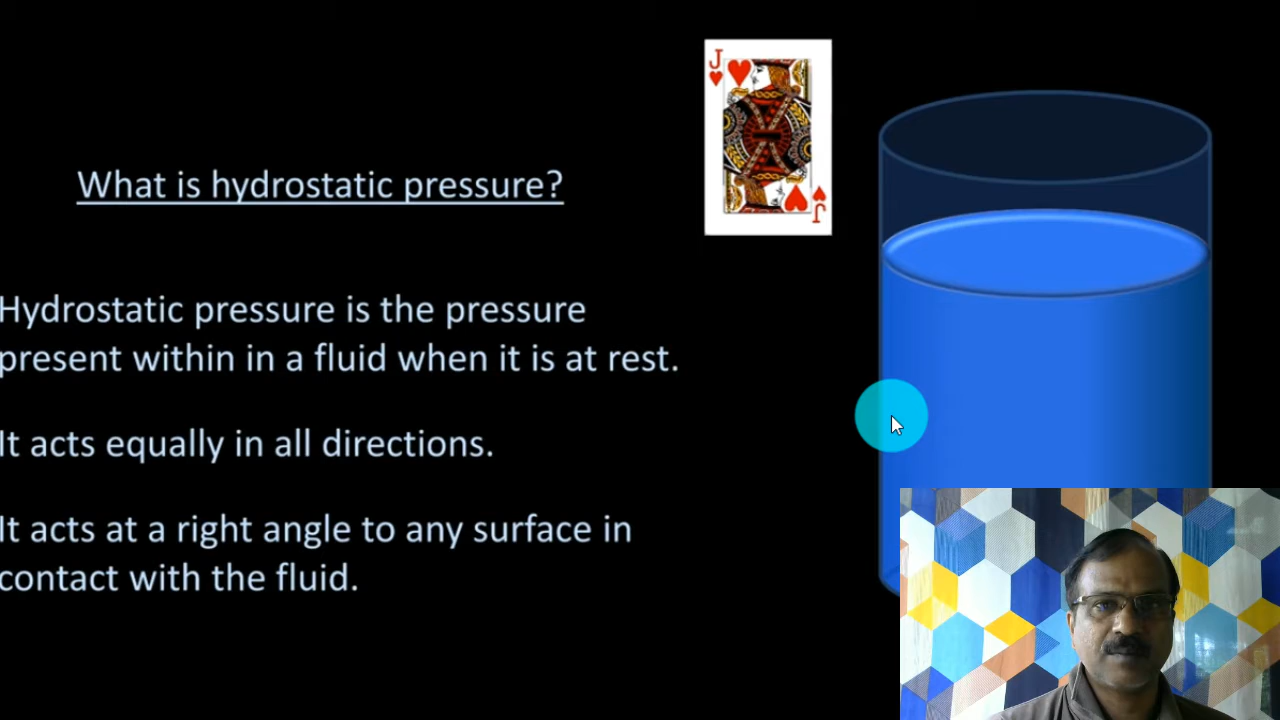 J
What is hydrostatic pressure?
Hydrostatic pressure is the pressure
present within in a fluid when it is at rest.
It acts equally in all directions.
It acts at a right angle to any surface in
contact with the fluid.
J